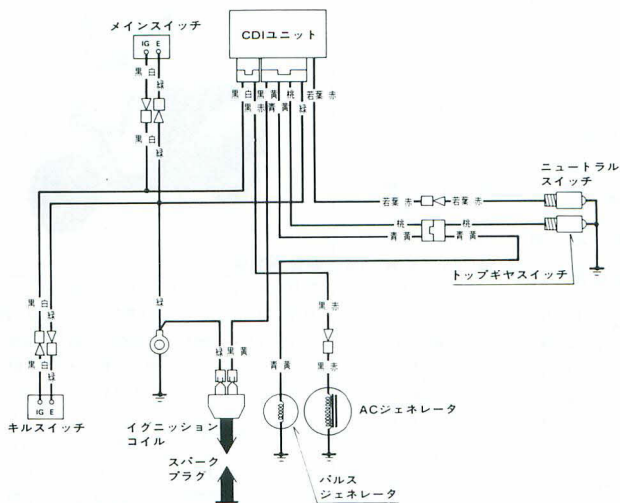 メインスイッチ
IG E
黒 白
緑
黒 白
緑
CDIユニット
黒 白
黒 赤
黒 黄
青 黄
桃
緑
若葉 赤
若葉 赤
若葉 赤
ニュートラル
スイッチ
桃
桃
青 黄
青 黄
トップギヤスイッチ
黒 白
緑
黒 白
緑
IG E
キルスイッチ
緑
緑
黒 黄
イグニッション
コイル
スパーク
プラグ
青 黄
パルス
ジェネレータ
黒 赤
黒 赤
ACジェネレータ